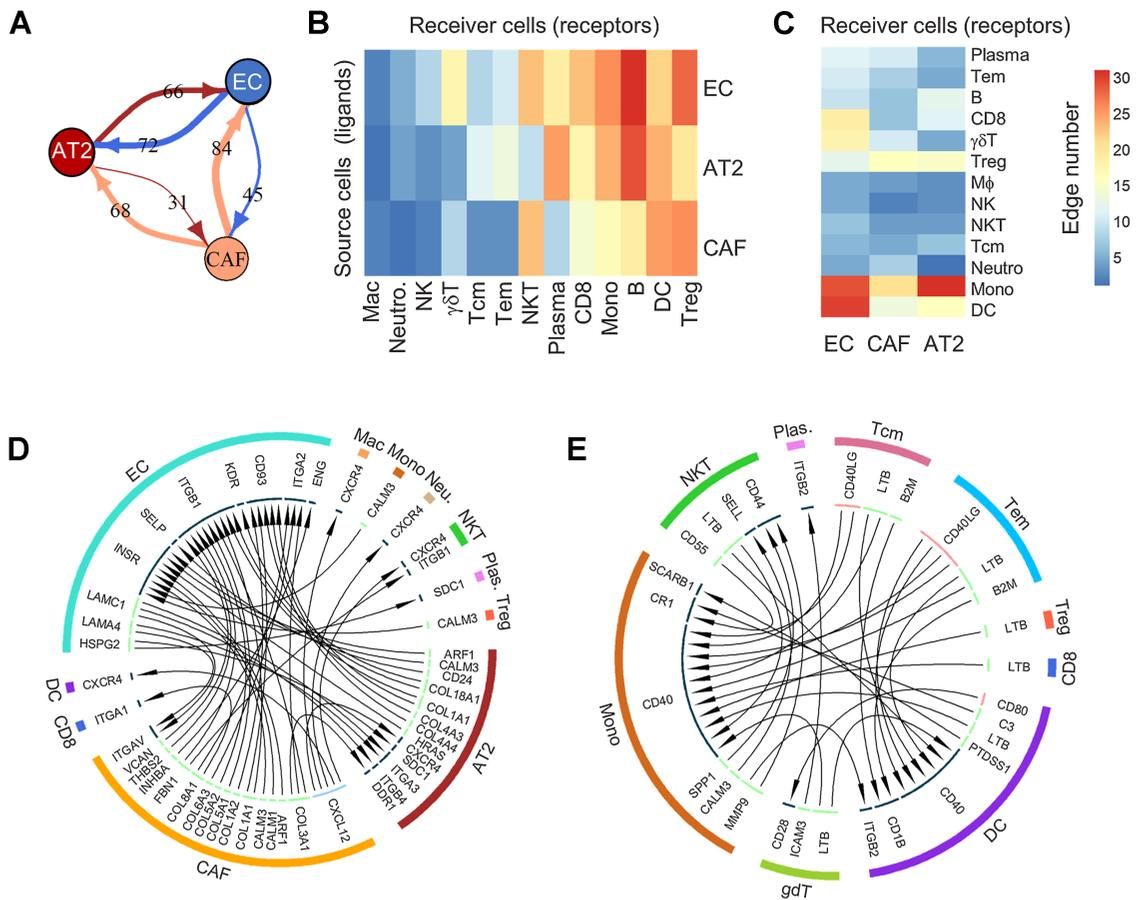 A
EC
AT2
CAF
66
72
84
45
31
68
B
Receiver cells (receptors)
Source cells (ligands)
EC
AT2
CAF
Mac
Neutro.
NK
γδT
Tcm
Tem
NKT
Plasma
CD8
Mono
B
DC
Treg
C
Receiver cells (receptors)
Plasma
Tem
B
CD8
γδT
Treg
Mϕ
NK
NKT
Tcm
Neutro
Mono
DC
EC CAF AT2
Edge number
30
25
20
15
10
5
D
EC
Mac
Mono
Neu.
NKT
Plas.
Treg
AT2
CAF
CD8
DC
HSPG2
LAMA4
LAMC1
INSR
SELP
ITGB1
KDR
CD93
ITGA2
ENG
CXCR4
CALM3
CXCR4
CXCR4
ITGB1
SDC1
CALM3
ARF1
CALM3
CD24
COL18A1
COL1A1
COL4A3
COL4A4
HRAS
CXCR4
SDC1
ITGA3
ITGB4
DDR1
CXCL12
COL3A1
ARF1
CALM1
CALM3
COL1A1
COL1A2
COL5A1
COL5A2
COL6A3
COL8A1
FBN1
INHBA
THBS2
VCAN
ITGAV
ITGA1
CXCR4
E
NKT
Plas.
Tcm
Tem
Treg
CD8
DC
gdT
Mono
CD55
LTB
SELL
CD44
ITGB2
CD40LG
LTB
B2M
CD40LG
LTB
B2M
LTB
LTB
CD80
C3
LTB
PTDSS1
CD40
CD1B
ITGB2
LTB
ICAM3
CD28
MMP9
CALM3
SPP1
CD40
CR1
SCARB1